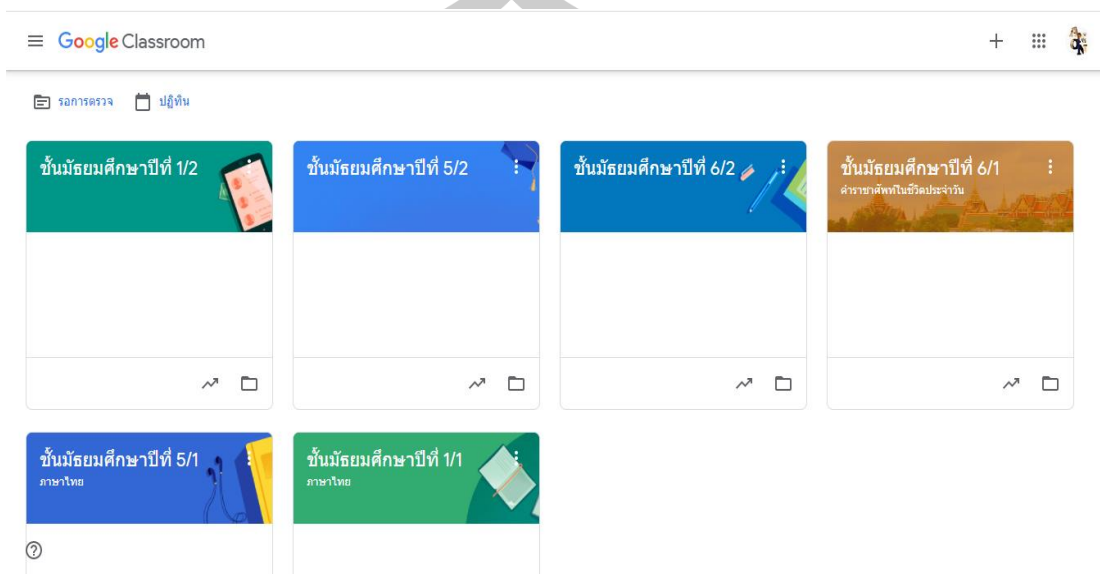 Google Classroom
รอการตรวจ
ปฏิทิน
ชั้นมัธยมศึกษาปีที่ 1/2
ชั้นมัธยมศึกษาปีที่ 5/2
ชั้นมัธยมศึกษาปีที่ 6/2
ชั้นมัธยมศึกษาปีที่ 6/1
คำราชาศัพท์ในชีวิตประจำวัน
ชั้นมัธยมศึกษาปีที่ 5/1
ภาษาไทย
ชั้นมัธยมศึกษาปีที่ 1/1
ภาษาไทย